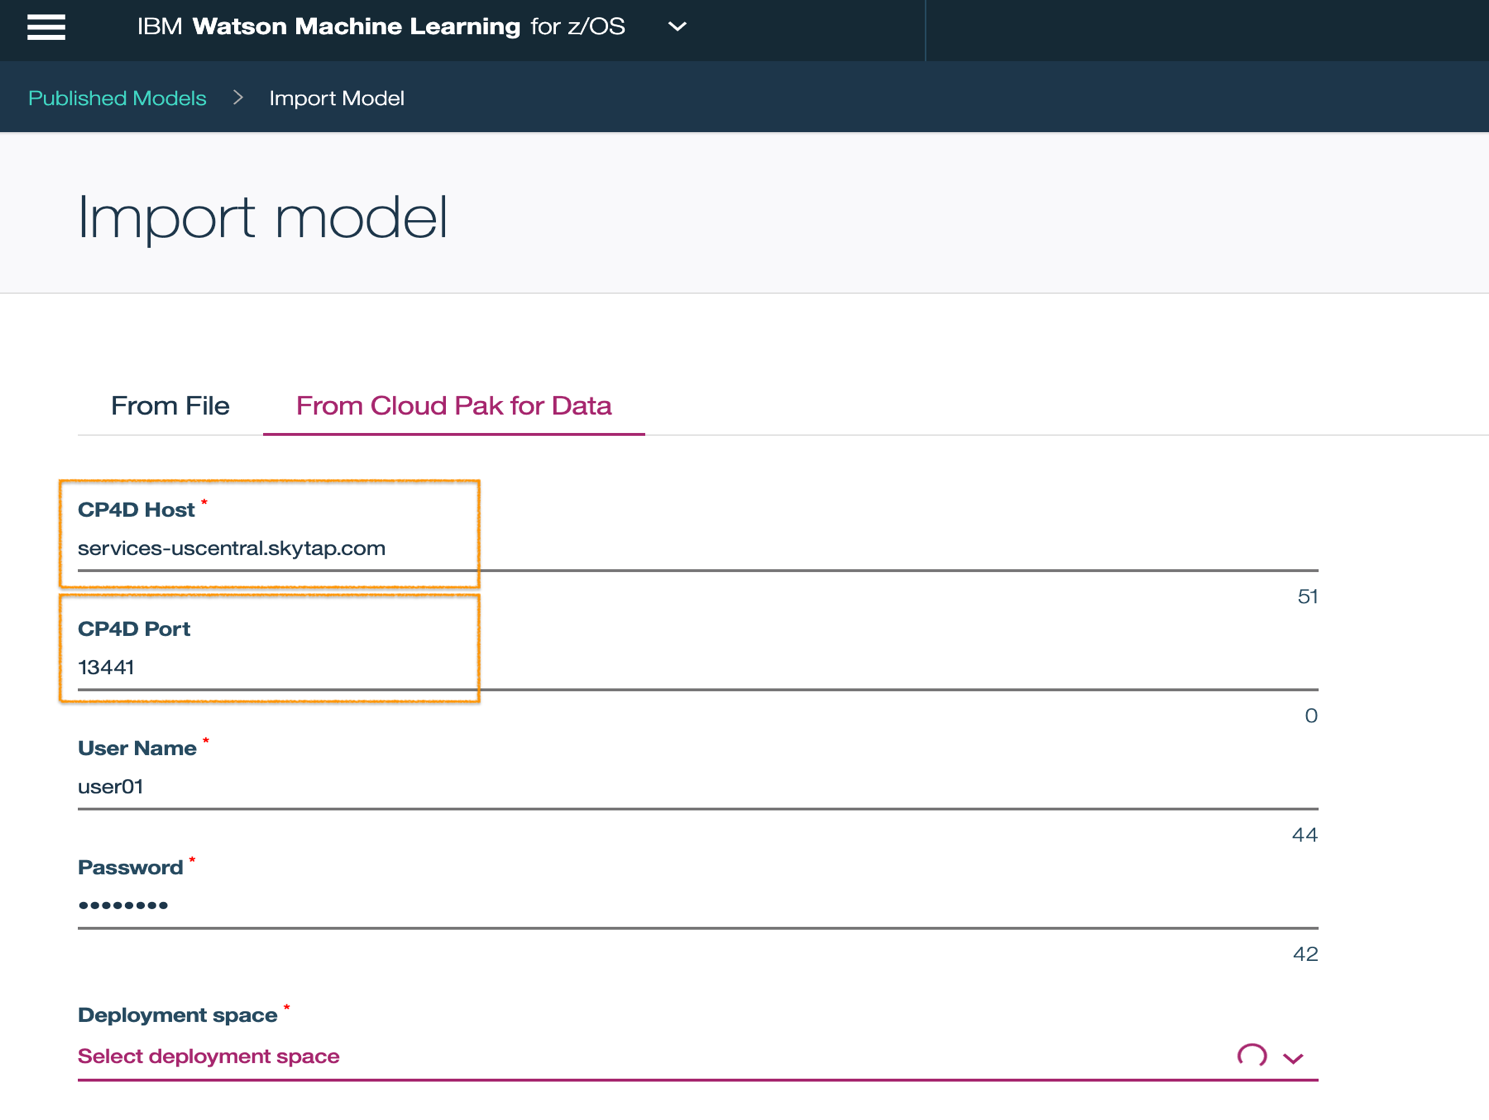 IBM Watson Machine Learning for z/OS
Published Models > Import Model
Import model
From File
From Cloud Pak for Data
CP4D Host *
services-uscentral.skytap.com
51
CP4D Port
13441
0
User Name *
user01
44
Password *
••••••••
42
Deployment space *
Select deployment space